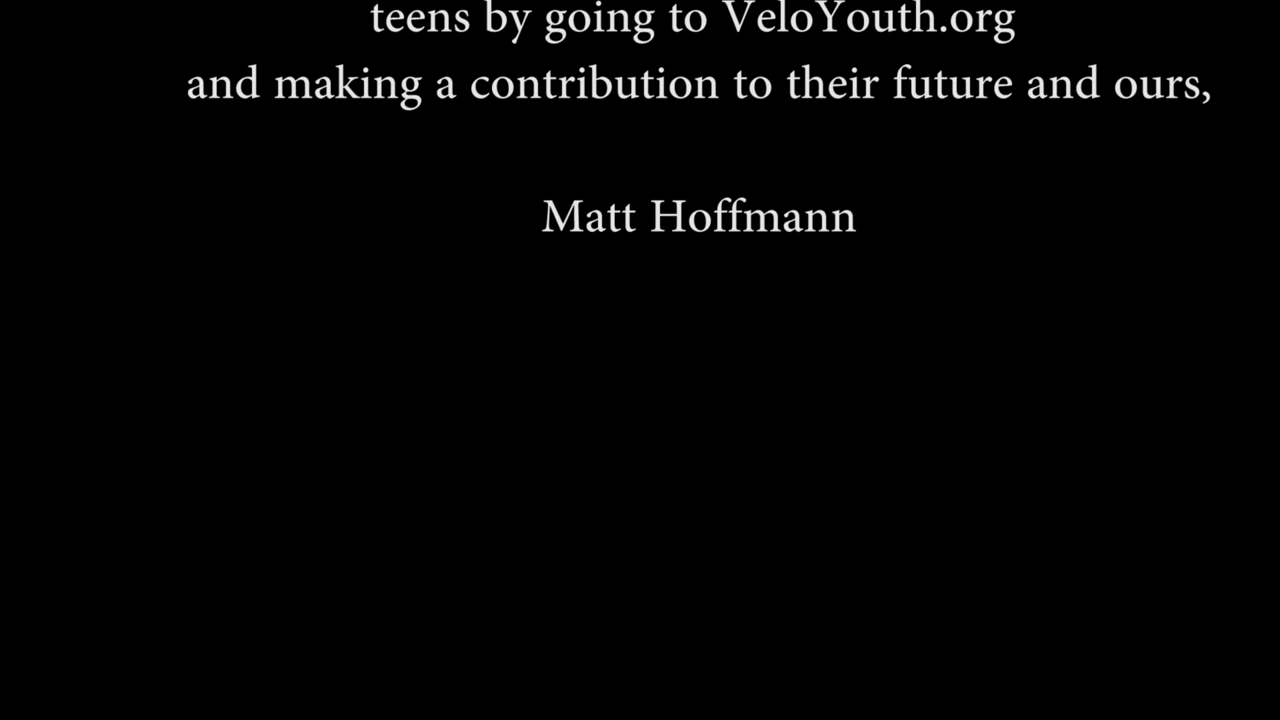 teens by going to VeloYouth.org
and making a contribution to their future and ours,
Matt Hoffmann